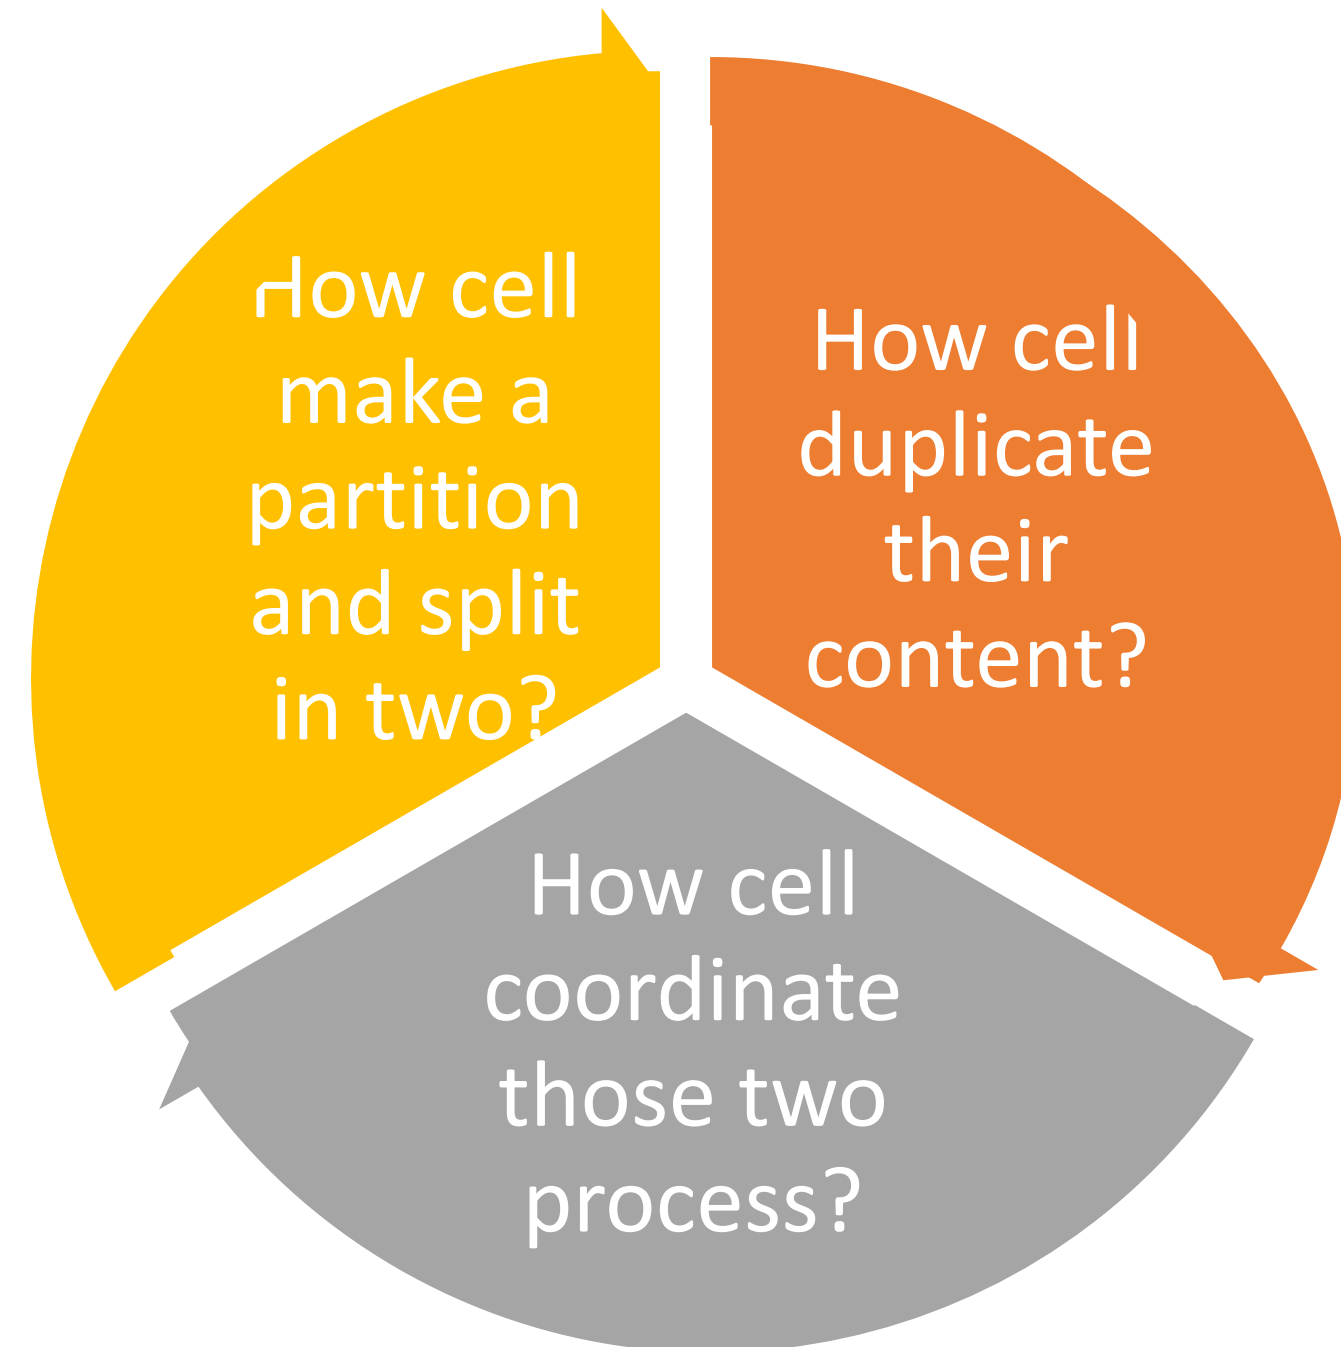 How cell
make a
partition
and split
in two?
How cell
duplicate
their
content?
How cell
coordinate
those two
process?